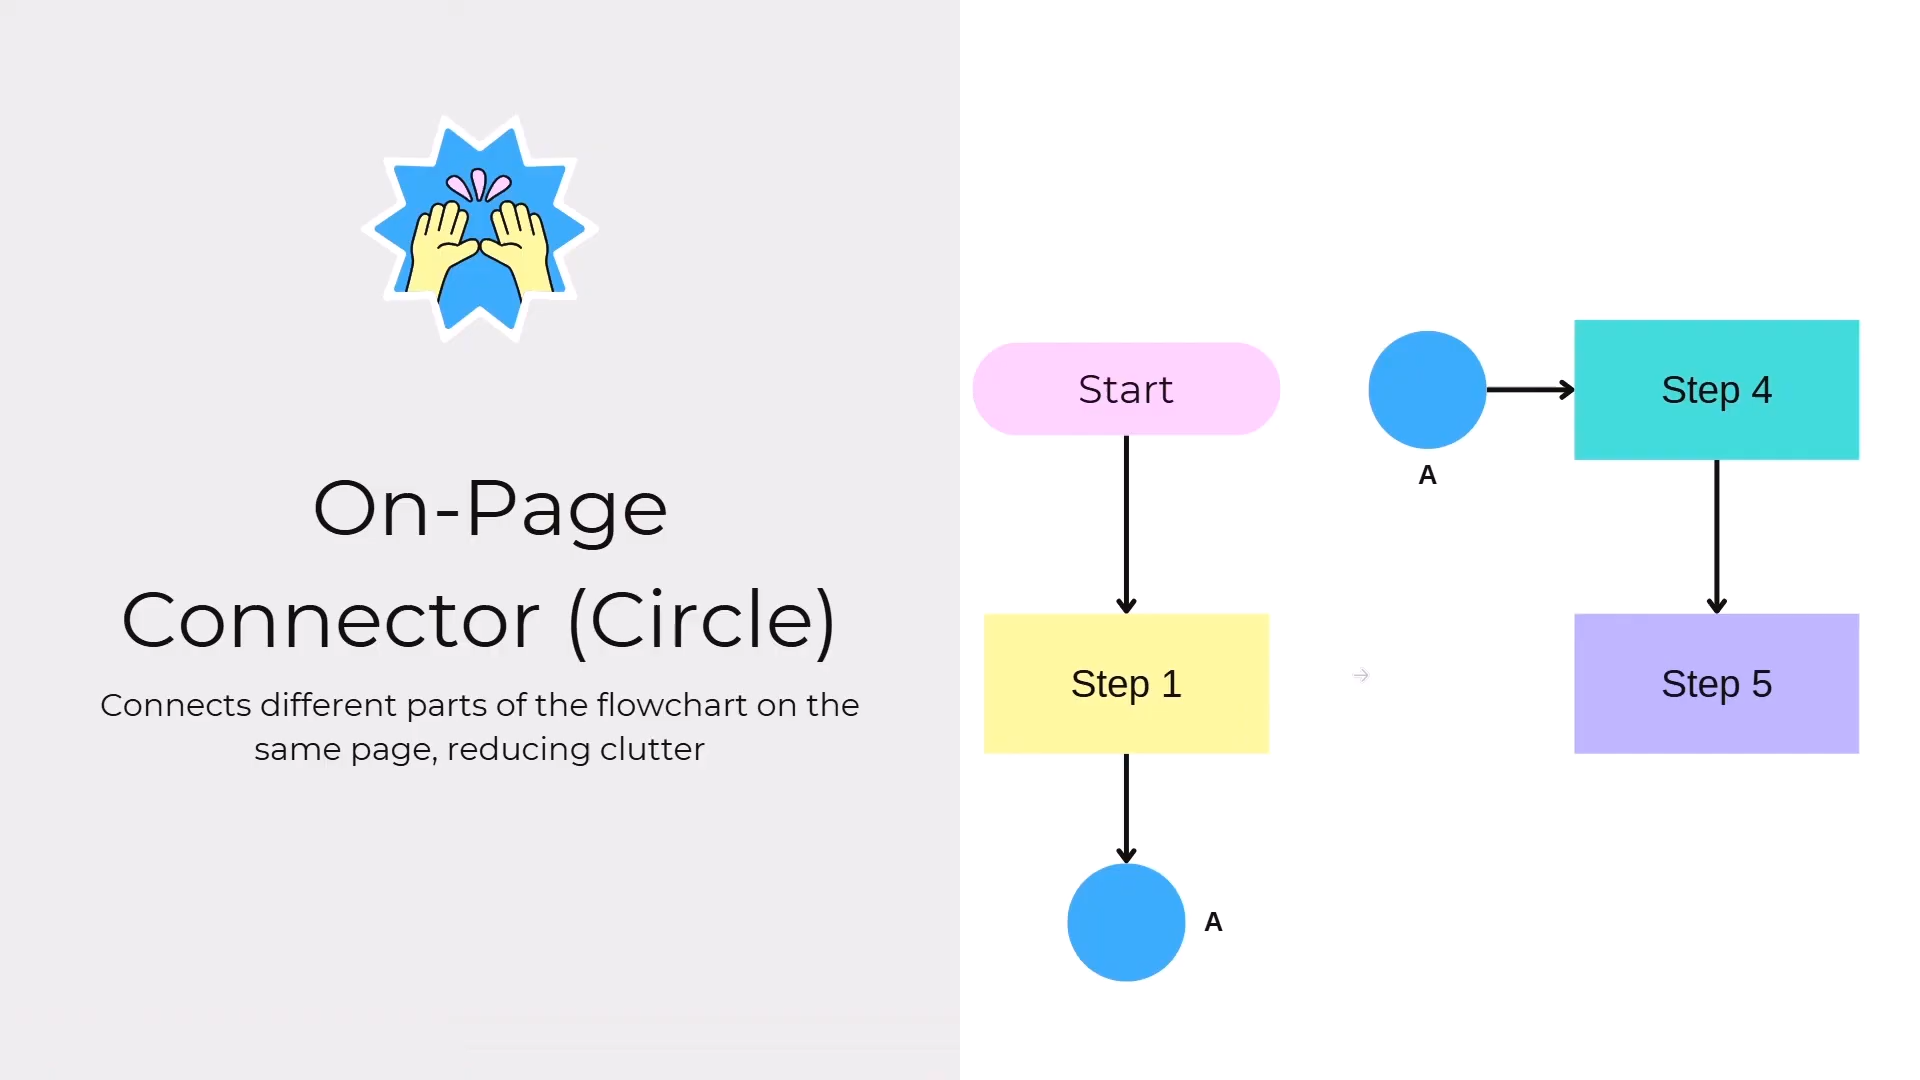 On-Page
Connector (Circle)
Connects different parts of the flowchart on the
same page, reducing clutter
Start
Step 1
A
A
Step 4
Step 5